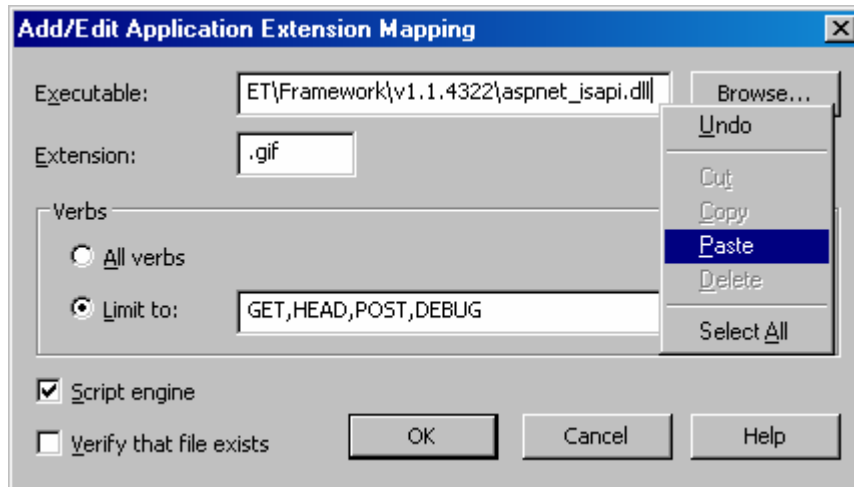 Add/Edit Application Extension Mapping
Executable: ET\Framework\v1.1.4322\aspnet_isapi.dll Browse...
Undo
Extension: .gif
Cut
Copy
Verbs
Paste
All verbs
Delete
Limit to: GET,HEAD,POST,DEBUG
Select All
Script engine
Verify that file exists OK Cancel Help